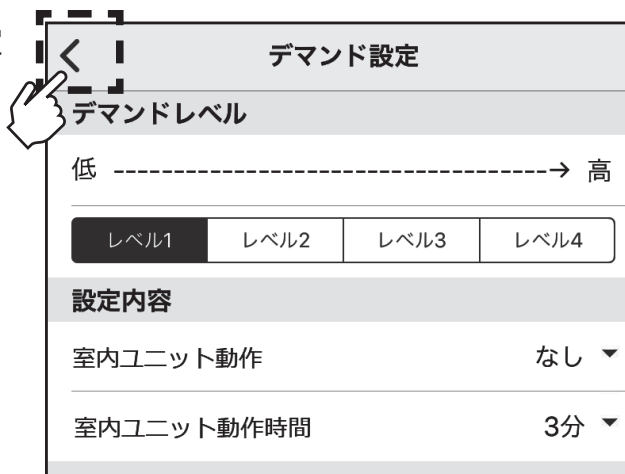 デマンド設定
デマンドレベル
低 ------------------------------------→ 高
レベル1 レベル2 レベル3 レベル4
設定内容
室内ユニット動作 なし ▼
室内ユニット動作時間 3分 ▼